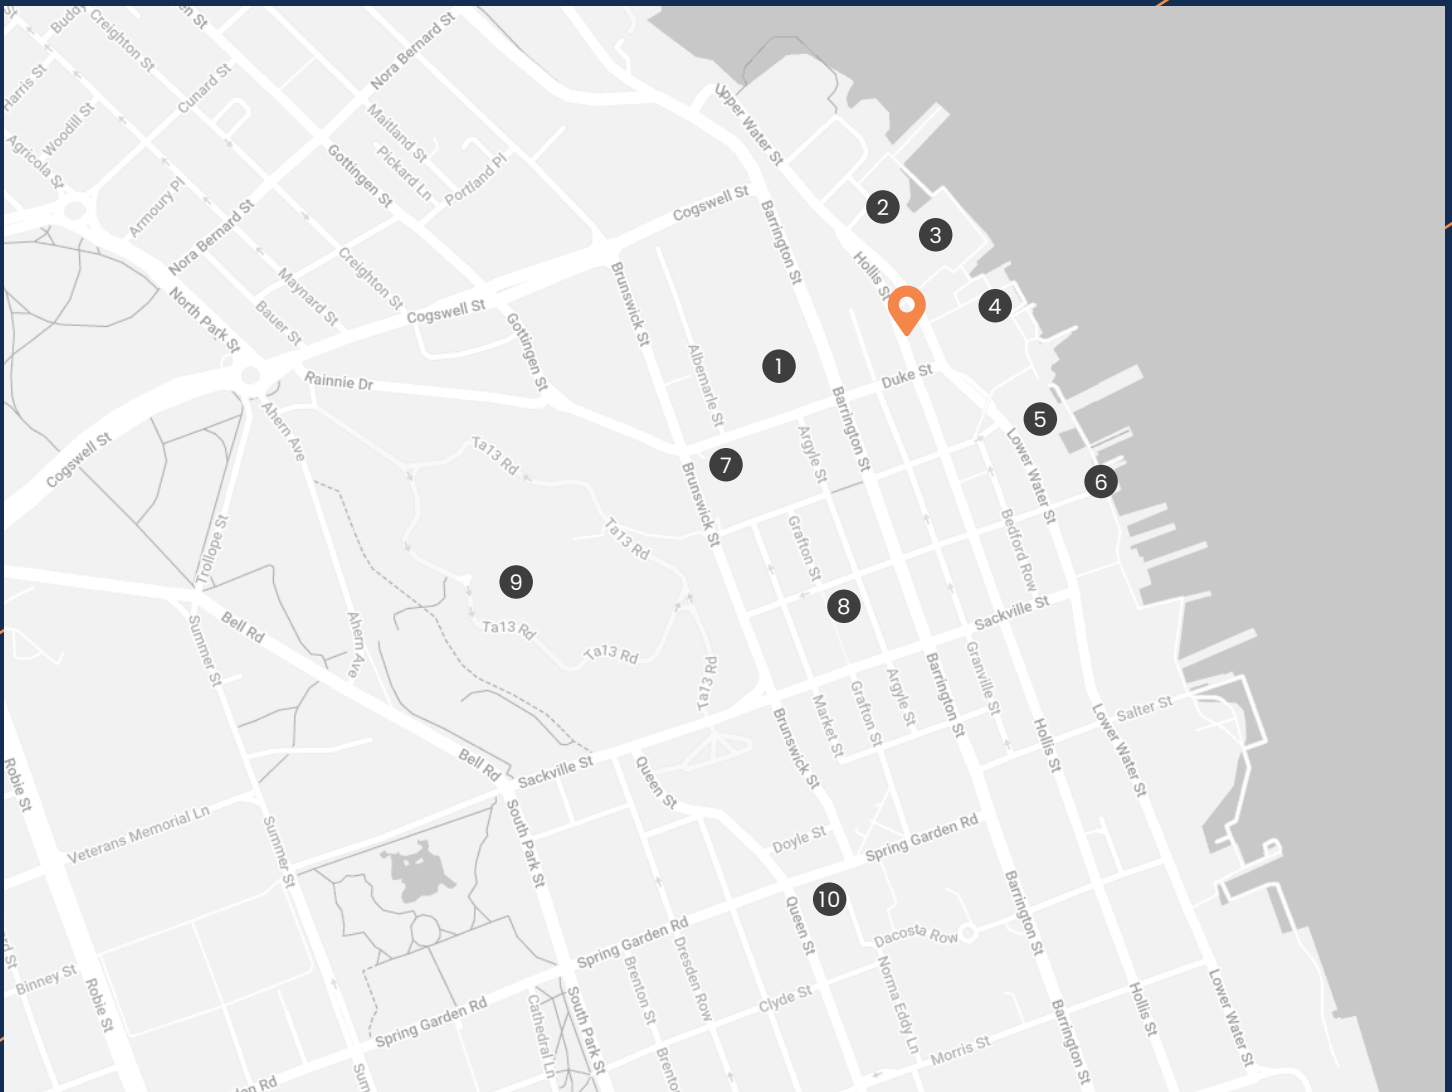 Buddy
Creighton St
Nora Bernard St
Harris St
Cunard St
Woodill St
Agricola St
Maitland St
Pickard Ln
Gottingen St
Portland Pl
Armoury Pl
Nora Bernard St
Upper Water St
Cogswell St
Barrington St
2
3
Hollis St
4
Creighton St
Maynard St
Bauer St
North Park St
Cogswell St
Brunswick St
Gottingen St
Albemarle St
1
Rainnie Dr
Duke St
Barrington St
5
Ahern Ave
Cogswell St
Ta13 Rd
7
Argyle St
Lower Water St
6
Brunswick St
Trollope St
Ta13 Rd
Grafton St
Bedford Row
9
8
Sackville St
Summer St
Bell Rd
Ahern Ave
Ta13 Rd
Ta13 Rd
Ta13 Rd
Barrington St
Granville St
Market St
Grafton St
Argyle St
Brunswick St
Hollis St
Lower Water St
Salter St
Bell Rd
Sackville St
Queen St
Robie St
Veterans Memorial Ln
Summer St
South Park St
Doyle St
Spring Garden Rd
10
Queen St
Barrington St
Dacosta Row
Spring Garden Rd
Dresden Row
Brenton St
Clyde St
Norma Eddy Ln
Binney St
Robie St
Spring Garden Rd
Cathedral Ln
South Park St
Morris St
Barrington St
Hollis St
Lower Water St